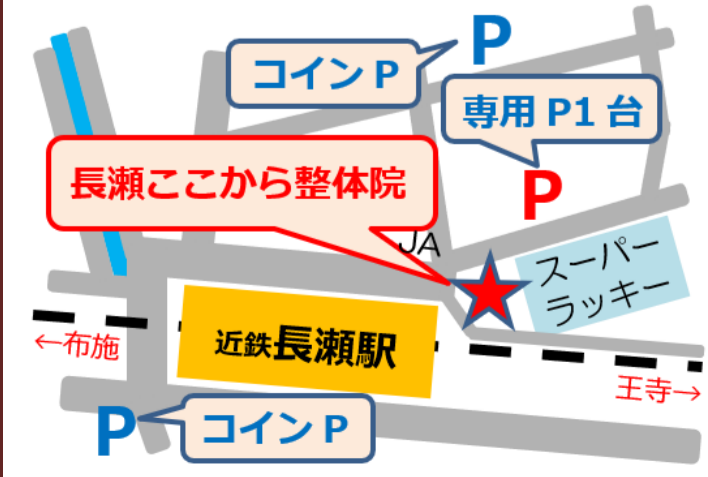 P
コイン P
専用 P1 台
長瀬ここから整体院
P
JA
スーパー
ラッキー
近鉄長瀬駅
←布施
王寺→
P
コイン P